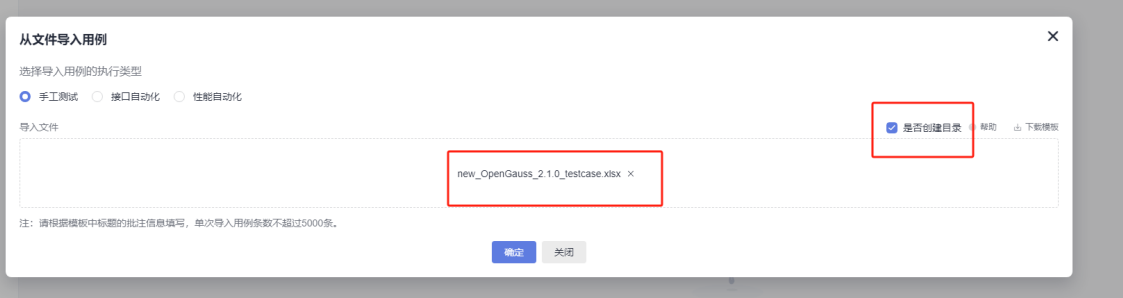 从文件导入用例
选择导入用例的执行类型
手工测试 接口自动化 性能自动化
导入文件 是否创建目录 帮助 下载模板
new_OpenGauss_2.1.0_testcase.xlsx ×
注：请根据模板中标题的批注信息填写，单次导入用例条数不超过5000条。
确定 关闭